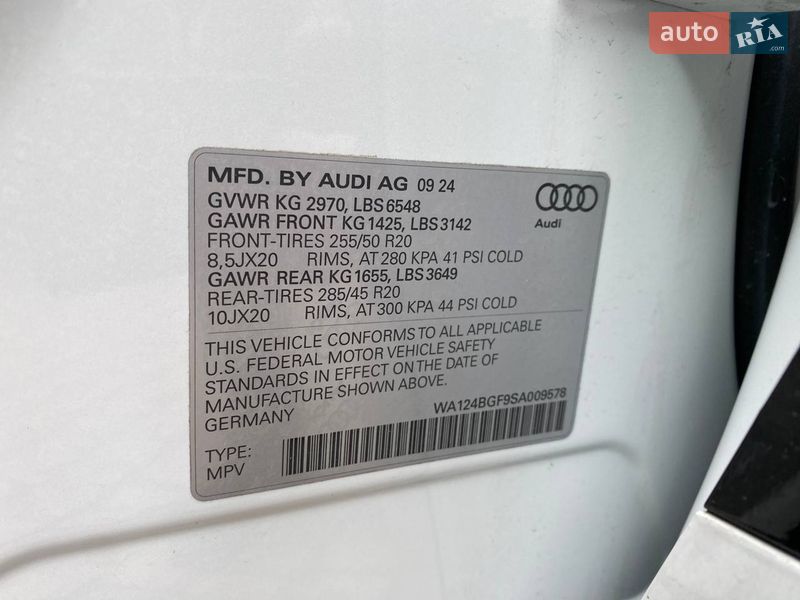 auto RIA .com
MFD. BY AUDI AG 09 24
GVWR KG 2970, LBS 6548
GAWR FRONT KG 1425, LBS 3142
FRONT-TIRES 255/50 R20
8,5JX20 RIMS, AT 280 KPA 41 PSI COLD
GAWR REAR KG 1655, LBS 3649
REAR-TIRES 285/45 R20
10JX20 RIMS, AT 300 KPA 44 PSI COLD
Audi
THIS VEHICLE CONFORMS TO ALL APPLICABLE
U.S. FEDERAL MOTOR VEHICLE SAFETY
STANDARDS IN EFFECT ON THE DATE OF
MANUFACTURE SHOWN ABOVE.
GERMANY
WA124BGF9SA009578
TYPE:
MPV